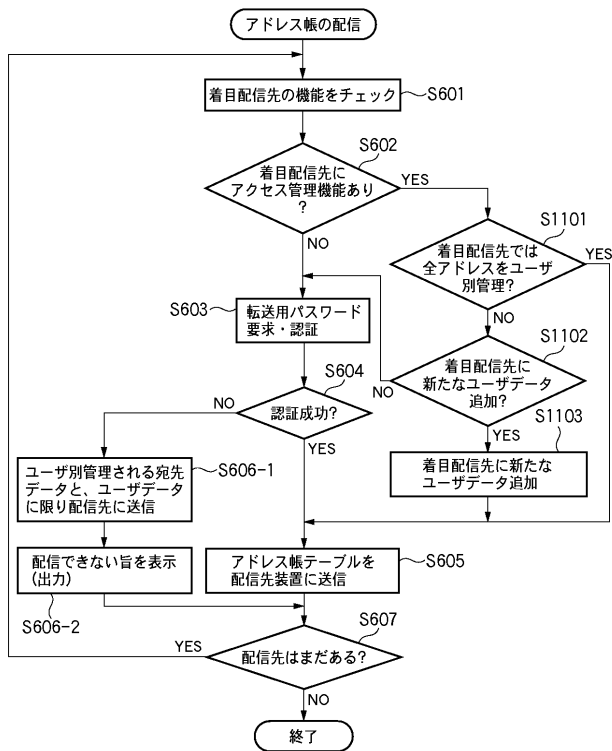 アドレス帳の配信
着目配信先の機能をチェック
S601
S602
着目配信先に
アクセス管理機能あり
?
YES
NO
S1101
着目配信先では
全アドレスをユーザ
別管理?
YES
NO
S603
転送用パスワード
要求・認証
S1102
着目配信先に
新たなユーザデータ
追加?
NO
YES
S604
認証成功?
NO
YES
S1103
着目配信先に新たな
ユーザデータ追加
ユーザ別管理される宛先
データと、ユーザデータ
に限り配信先に送信
S606-1
配信できない旨を表示
(出力)
S606-2
アドレス帳テーブルを
配信先装置に送信
S605
S607
配信先はまだある?
YES
NO
終了